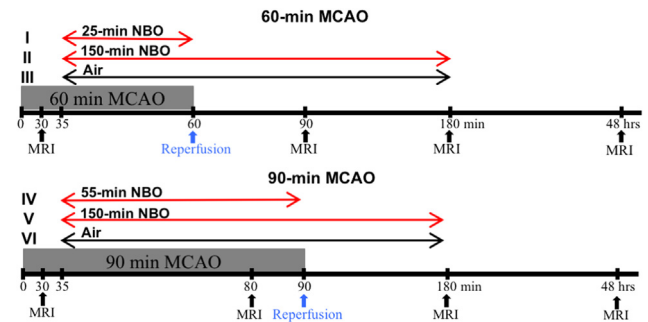 60-min MCAO
I 25-min NBO
II 150-min NBO
III Air
60 min MCAO
0 30 35 60 90 180 min 48 hrs
MRI Reperfusion MRI MRI MRI
90-min MCAO
IV 55-min NBO
V 150-min NBO
VI Air
90 min MCAO
0 30 35 80 90 180 min 48 hrs
MRI MRI Reperfusion MRI MRI